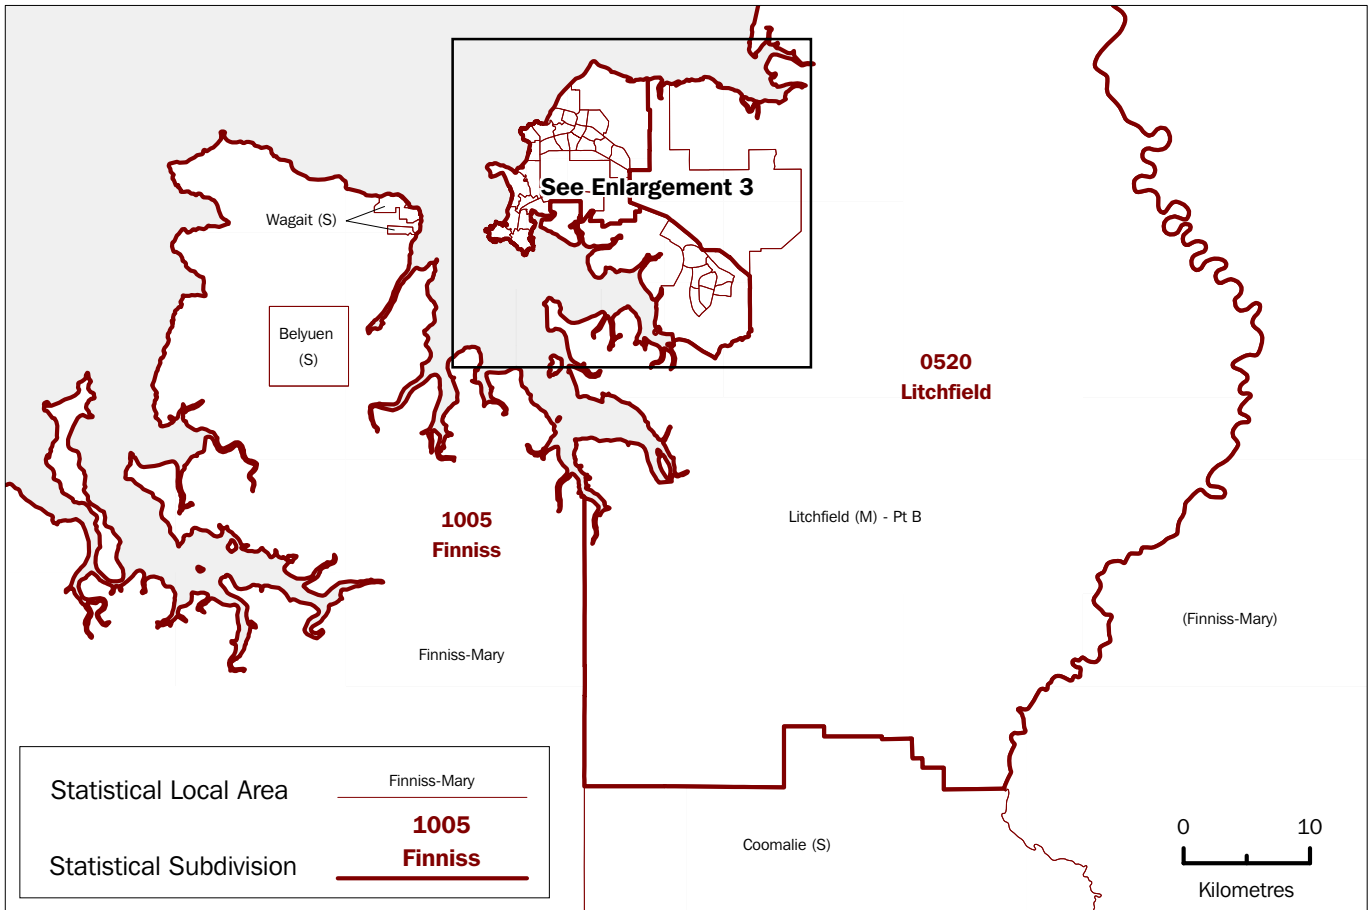 See Enlargement 3
Wagait (S)
Belyuen
(S)
0520
Litchfield
1005
Finniss
Litchfield (M) - Pt B
(Finniss-Mary)
Finniss-Mary
Statistical Local Area
Finniss-Mary
Statistical Subdivision
1005
Finniss
Coomalie (S)
0 10
Kilometres